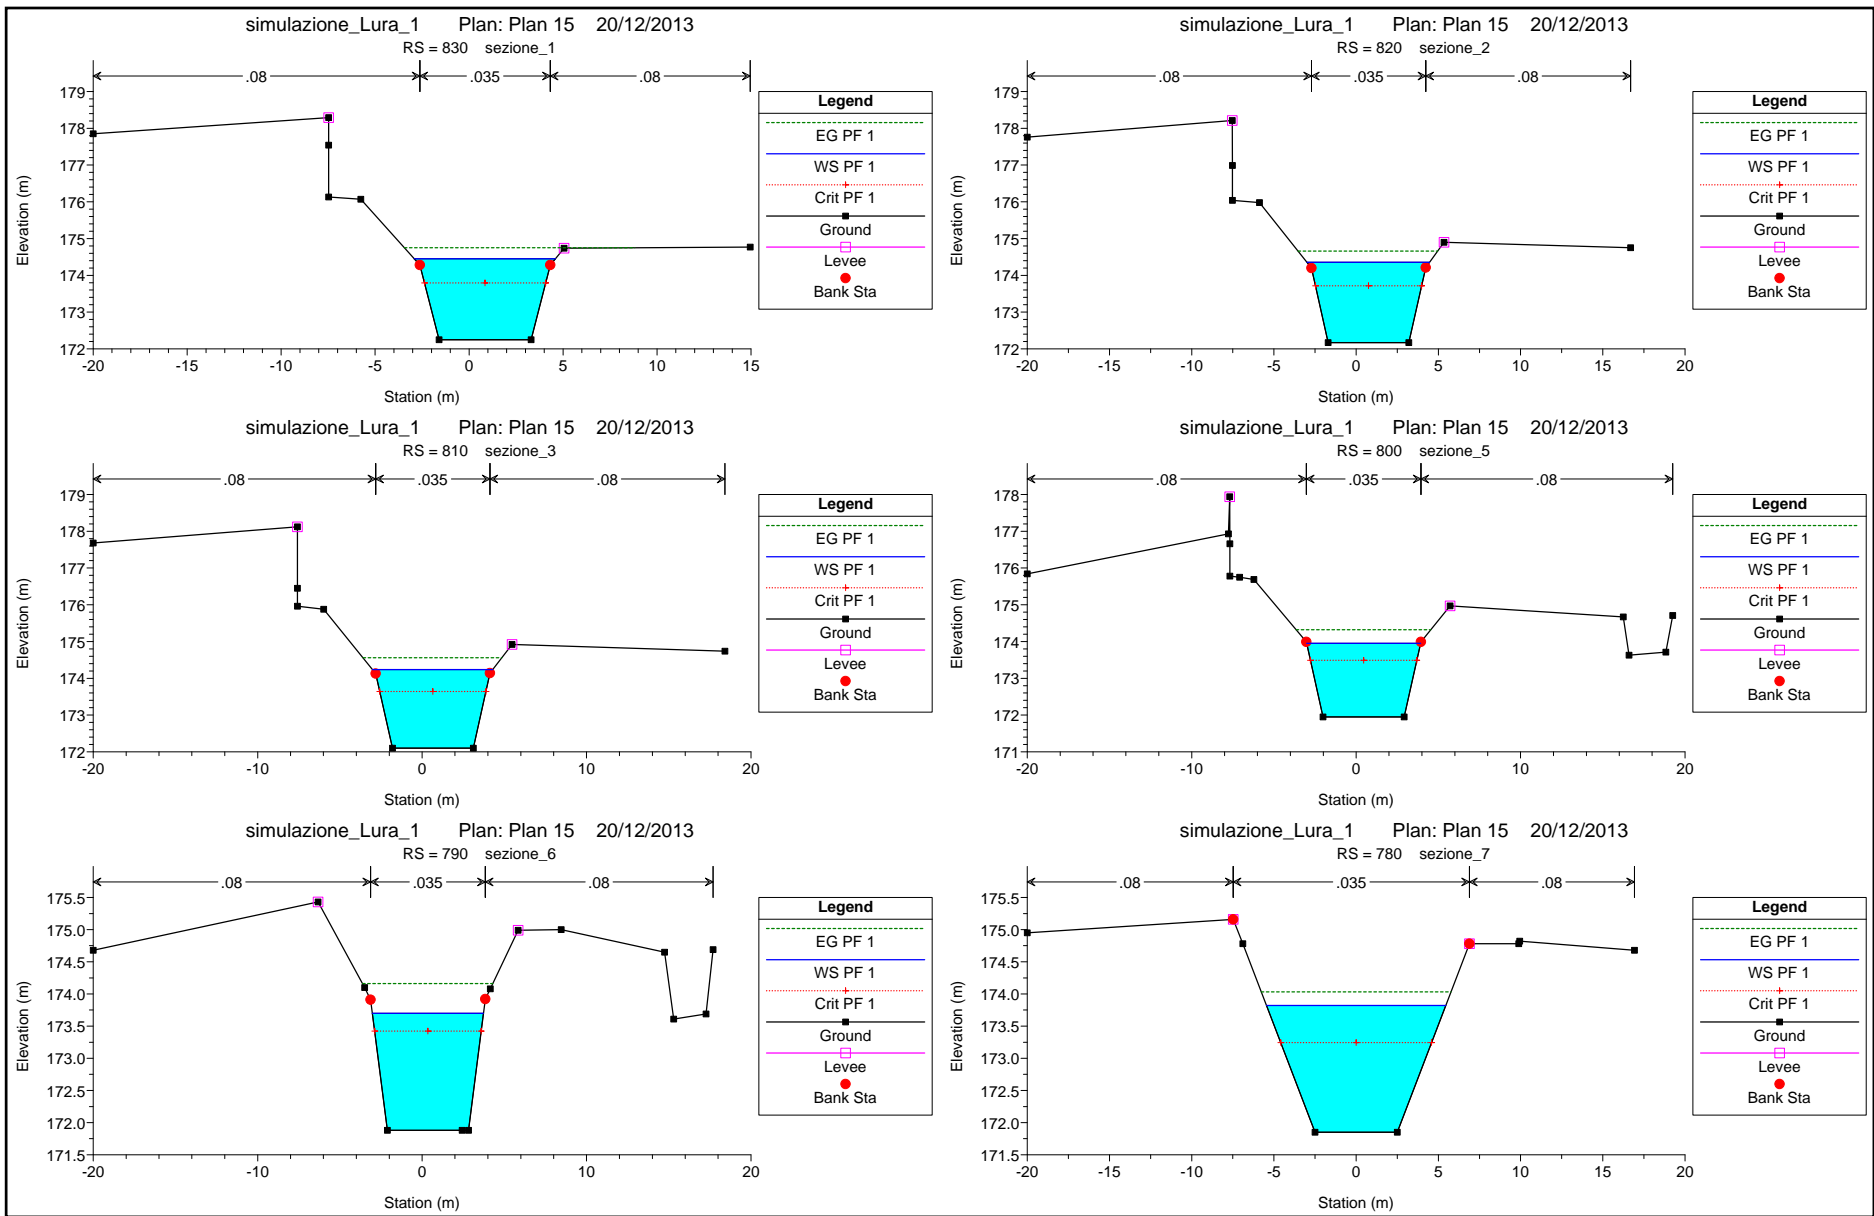 simulazione_Lura_1 Plan: Plan 15 20/12/2013
RS = 830 sezione_1
.08 .035 .08
179
178
177
176
175
174
173
172
Elevation (m)
-20 -15 -10 -5 0 5 10 15
Station (m)
Legend
EG PF 1
WS PF 1
Crit PF 1
Ground
Levee
Bank Sta
simulazione_Lura_1 Plan: Plan 15 20/12/2013
RS = 820 sezione_2
.08 .035 .08
179
178
177
176
175
174
173
172
Elevation (m)
-20 -15 -10 -5 0 5 10 15 20
Station (m)
Legend
EG PF 1
WS PF 1
Crit PF 1
Ground
Levee
Bank Sta
simulazione_Lura_1 Plan: Plan 15 20/12/2013
RS = 810 sezione_3
.08 .035 .08
179
178
177
176
175
174
173
172
Elevation (m)
-20 -10 0 10 20
Station (m)
Legend
EG PF 1
WS PF 1
Crit PF 1
Ground
Levee
Bank Sta
simulazione_Lura_1 Plan: Plan 15 20/12/2013
RS = 800 sezione_5
.08 .035 .08
178
177
176
175
174
173
172
171
Elevation (m)
-20 -15 -10 -5 0 5 10 15 20
Station (m)
Legend
EG PF 1
WS PF 1
Crit PF 1
Ground
Levee
Bank Sta
simulazione_Lura_1 Plan: Plan 15 20/12/2013
RS = 790 sezione_6
.08 .035 .08
175.5
175.0
174.5
174.0
173.5
173.0
172.5
172.0
171.5
Elevation (m)
-20 -10 0 10 20
Station (m)
Legend
EG PF 1
WS PF 1
Crit PF 1
Ground
Levee
Bank Sta
simulazione_Lura_1 Plan: Plan 15 20/12/2013
RS = 780 sezione_7
.08 .035 .08
175.5
175.0
174.5
174.0
173.5
173.0
172.5
172.0
171.5
Elevation (m)
-20 -15 -10 -5 0 5 10 15 20
Station (m)
Legend
EG PF 1
WS PF 1
Crit PF 1
Ground
Levee
Bank Sta